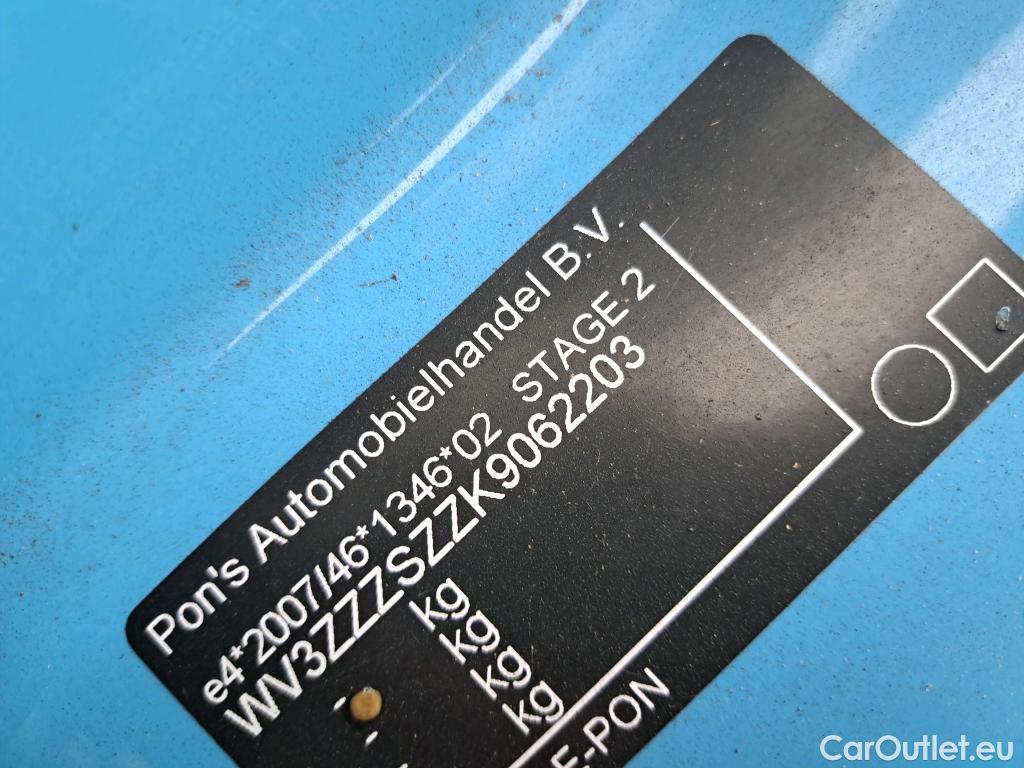 Pon's Automobielhandel B.V.
e4*2007/46*1346*02 STAGE 2
WV3ZZZSZZK9062203
kg
kg
kg
kg
E-PON
CarOutlet.eu